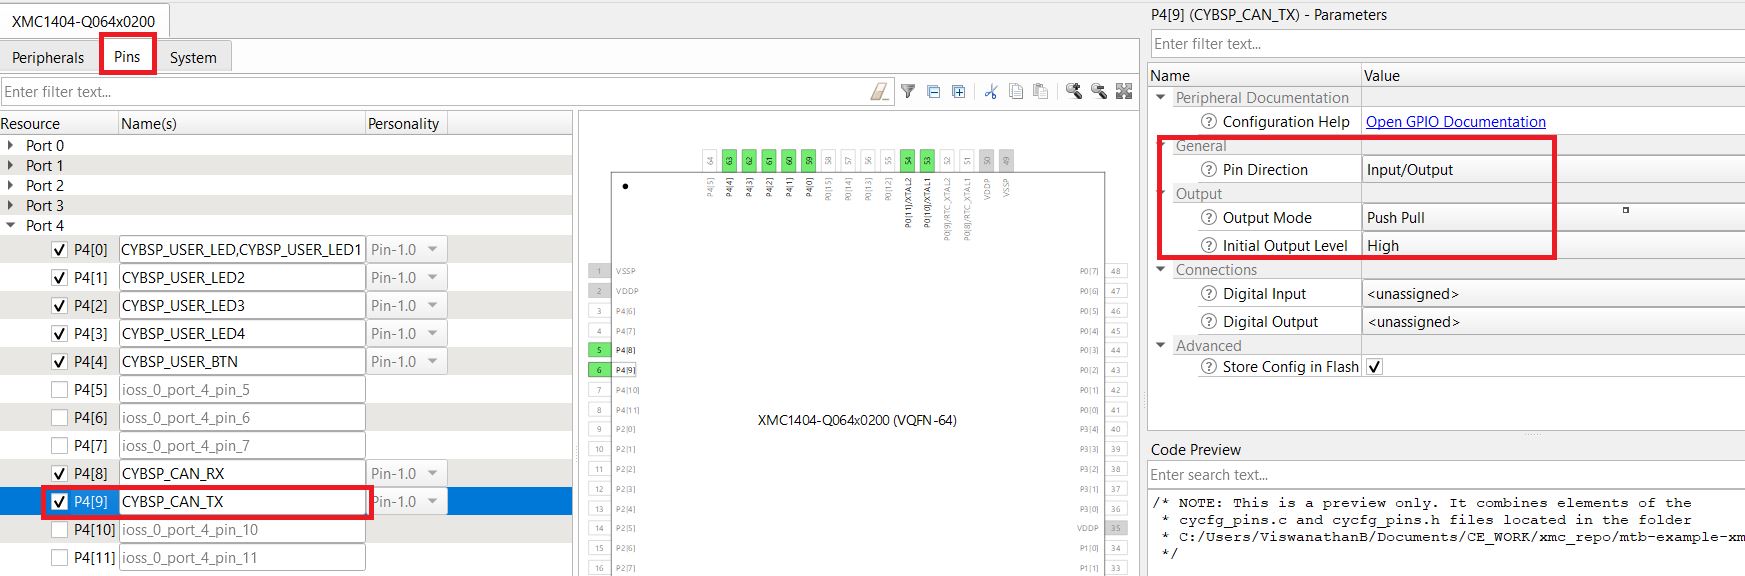 XMC1404-Q064x0200
Peripherals Pins System
Enter filter text...
Resource Name(s) Personality
Port 0
Port 1
Port 2
Port 3
Port 4
P4[0] CYBSP_USER_LED,CYBSP_USER_LED1 Pin-1.0
P4[1] CYBSP_USER_LED2 Pin-1.0
P4[2] CYBSP_USER_LED3 Pin-1.0
P4[3] CYBSP_USER_LED4 Pin-1.0
P4[4] CYBSP_USER_BTN Pin-1.0
P4[5] ioss_0_port_4_pin_5
P4[6] ioss_0_port_4_pin_6
P4[7] ioss_0_port_4_pin_7
P4[8] CYBSP_CAN_RX Pin-1.0
P4[9] CYBSP_CAN_TX Pin-1.0
P4[10] ioss_0_port_4_pin_10
P4[11] ioss_0_port_4_pin_11
64 63 62 61 60 59 58 57 56 55 54 53 52 51 50 49
P4[5] P4[4] P4[3] P4[2] P4[1] P4[0] P0[15] P0[14] P0[13] P0[12] P0[11]/XTAL2 P0[10]/XTAL1 P0[9]/RTC_XTAL2 P0[8]/RTC_XTAL1 VDDP VSSP
1 VSSP P0[7] 48
2 VDDP P0[6] 47
3 P4[6] P0[5] 46
4 P4[7] P0[4] 45
5 P4[8] P0[3] 44
6 P4[9] P0[2] 43
7 P4[10] P0[1] 42
8 P4[11] P0[0] 41
XMC1404-Q064x0200 (VQFN-64)
9 P2[0] P3[4] 40
10 P2[1] P3[3] 39
11 P2[2] P3[2] 38
12 P2[3] P3[1] 37
13 P2[4] P3[0] 36
14 P2[5] VDDP 35
15 P2[6] P1[0] 34
16 P2[7] P1[1] 33
P4[9] (CYBSP_CAN_TX) - Parameters
Enter filter text...
Name Value
Peripheral Documentation
Configuration Help Open GPIO Documentation
General
Pin Direction Input/Output
Output
Output Mode Push Pull
Initial Output Level High
Connections
Digital Input <unassigned>
Digital Output <unassigned>
Advanced
Store Config in Flash
Code Preview
Enter search text...
/* NOTE: This is a preview only. It combines elements of the
* cycfg_pins.c and cycfg_pins.h files located in the folder
* C:/Users/ViswanathanB/Documents/CE_WORK/xmc_repo/mtb-example-xm
*/